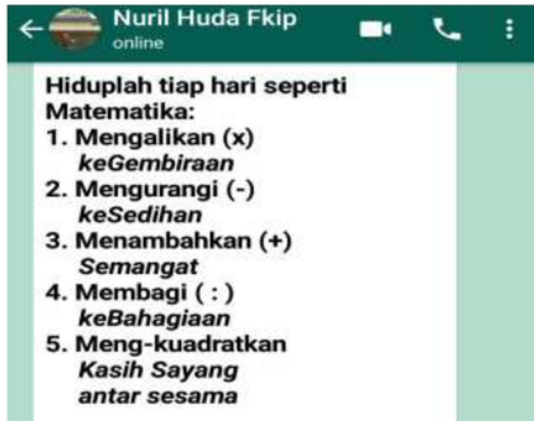 Nuril Huda Fkip
online
Hiduplah tiap hari seperti
Matematika:
1. Mengalikan (x)
keGembiraan
2. Mengurangi (-)
keSedihan
3. Menambahkan (+)
Semangat
4. Membagi ( : )
keBahagiaan
5. Meng-kuadratkan
Kasih Sayang
antar sesama